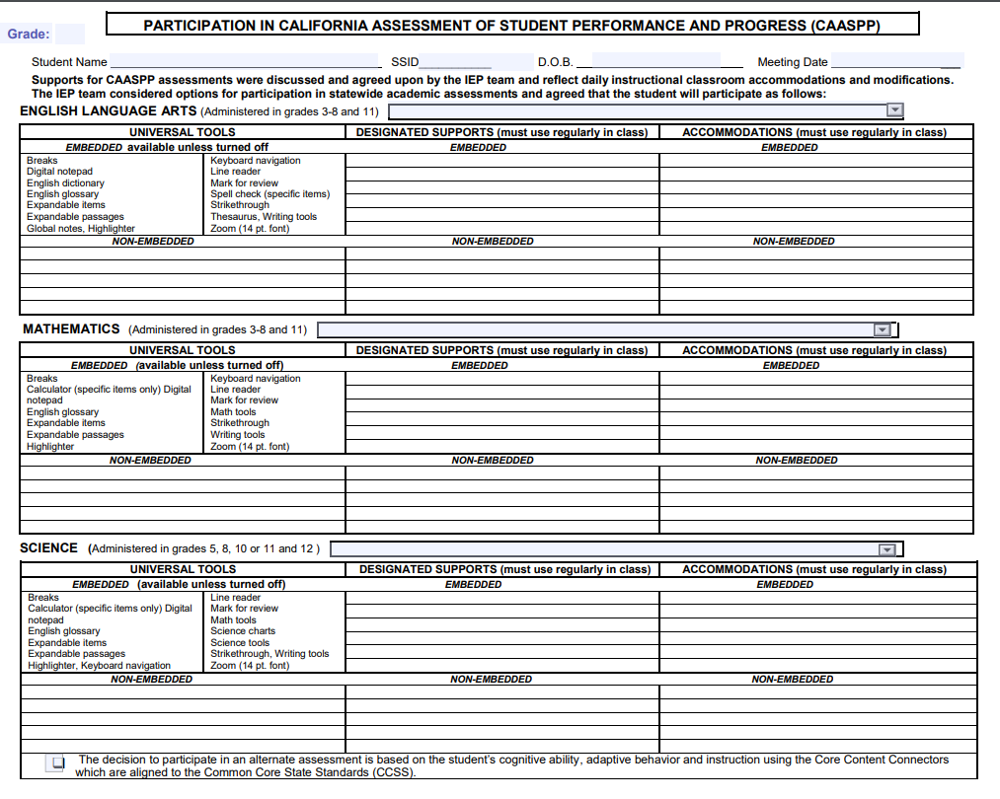 PARTICIPATION IN CALIFORNIA ASSESSMENT OF STUDENT PERFORMANCE AND PROGRESS (CAASPP)
Grade:
Student Name SSID D.O.B. Meeting Date
Supports for CAASPP assessments were discussed and agreed upon by the IEP team and reflect daily instructional classroom accommodations and modifications.
The IEP team considered options for participation in statewide academic assessments and agreed that the student will participate as follows:
ENGLISH LANGUAGE ARTS (Administered in grades 3-8 and 11)
UNIVERSAL TOOLS DESIGNATED SUPPORTS (must use regularly in class) ACCOMMODATIONS (must use regularly in class)
EMBEDDED available unless turned off EMBEDDED EMBEDDED
Breaks Keyboard navigation
Digital notepad Line reader
English dictionary Mark for review
English glossary Spell check (specific items)
Expandable items Strikethrough
Expandable passages Thesaurus, Writing tools
Global notes, Highlighter Zoom (14 pt. font)
NON-EMBEDDED NON-EMBEDDED NON-EMBEDDED
MATHEMATICS (Administered in grades 3-8 and 11)
UNIVERSAL TOOLS DESIGNATED SUPPORTS (must use regularly in class) ACCOMMODATIONS (must use regularly in class)
EMBEDDED (available unless turned off) EMBEDDED EMBEDDED
Breaks Keyboard navigation
Calculator (specific items only) Digital Line reader
notepad Mark for review
English glossary Math tools
Expandable items Strikethrough
Expandable passages Writing tools
Highlighter Zoom (14 pt. font)
NON-EMBEDDED NON-EMBEDDED NON-EMBEDDED
SCIENCE (Administered in grades 5, 8, 10 or 11 and 12 )
UNIVERSAL TOOLS DESIGNATED SUPPORTS (must use regularly in class) ACCOMMODATIONS (must use regularly in class)
EMBEDDED (available unless turned off) EMBEDDED EMBEDDED
Breaks Line reader
Calculator (specific items only) Digital Mark for review
notepad Math tools
English glossary Science charts
Expandable items Science tools
Expandable passages Strikethrough, Writing tools
Highlighter, Keyboard navigation Zoom (14 pt. font)
NON-EMBEDDED NON-EMBEDDED NON-EMBEDDED
The decision to participate in an alternate assessment is based on the student's cognitive ability, adaptive behavior and instruction using the Core Content Connectors
which are aligned to the Common Core State Standards (CCSS).